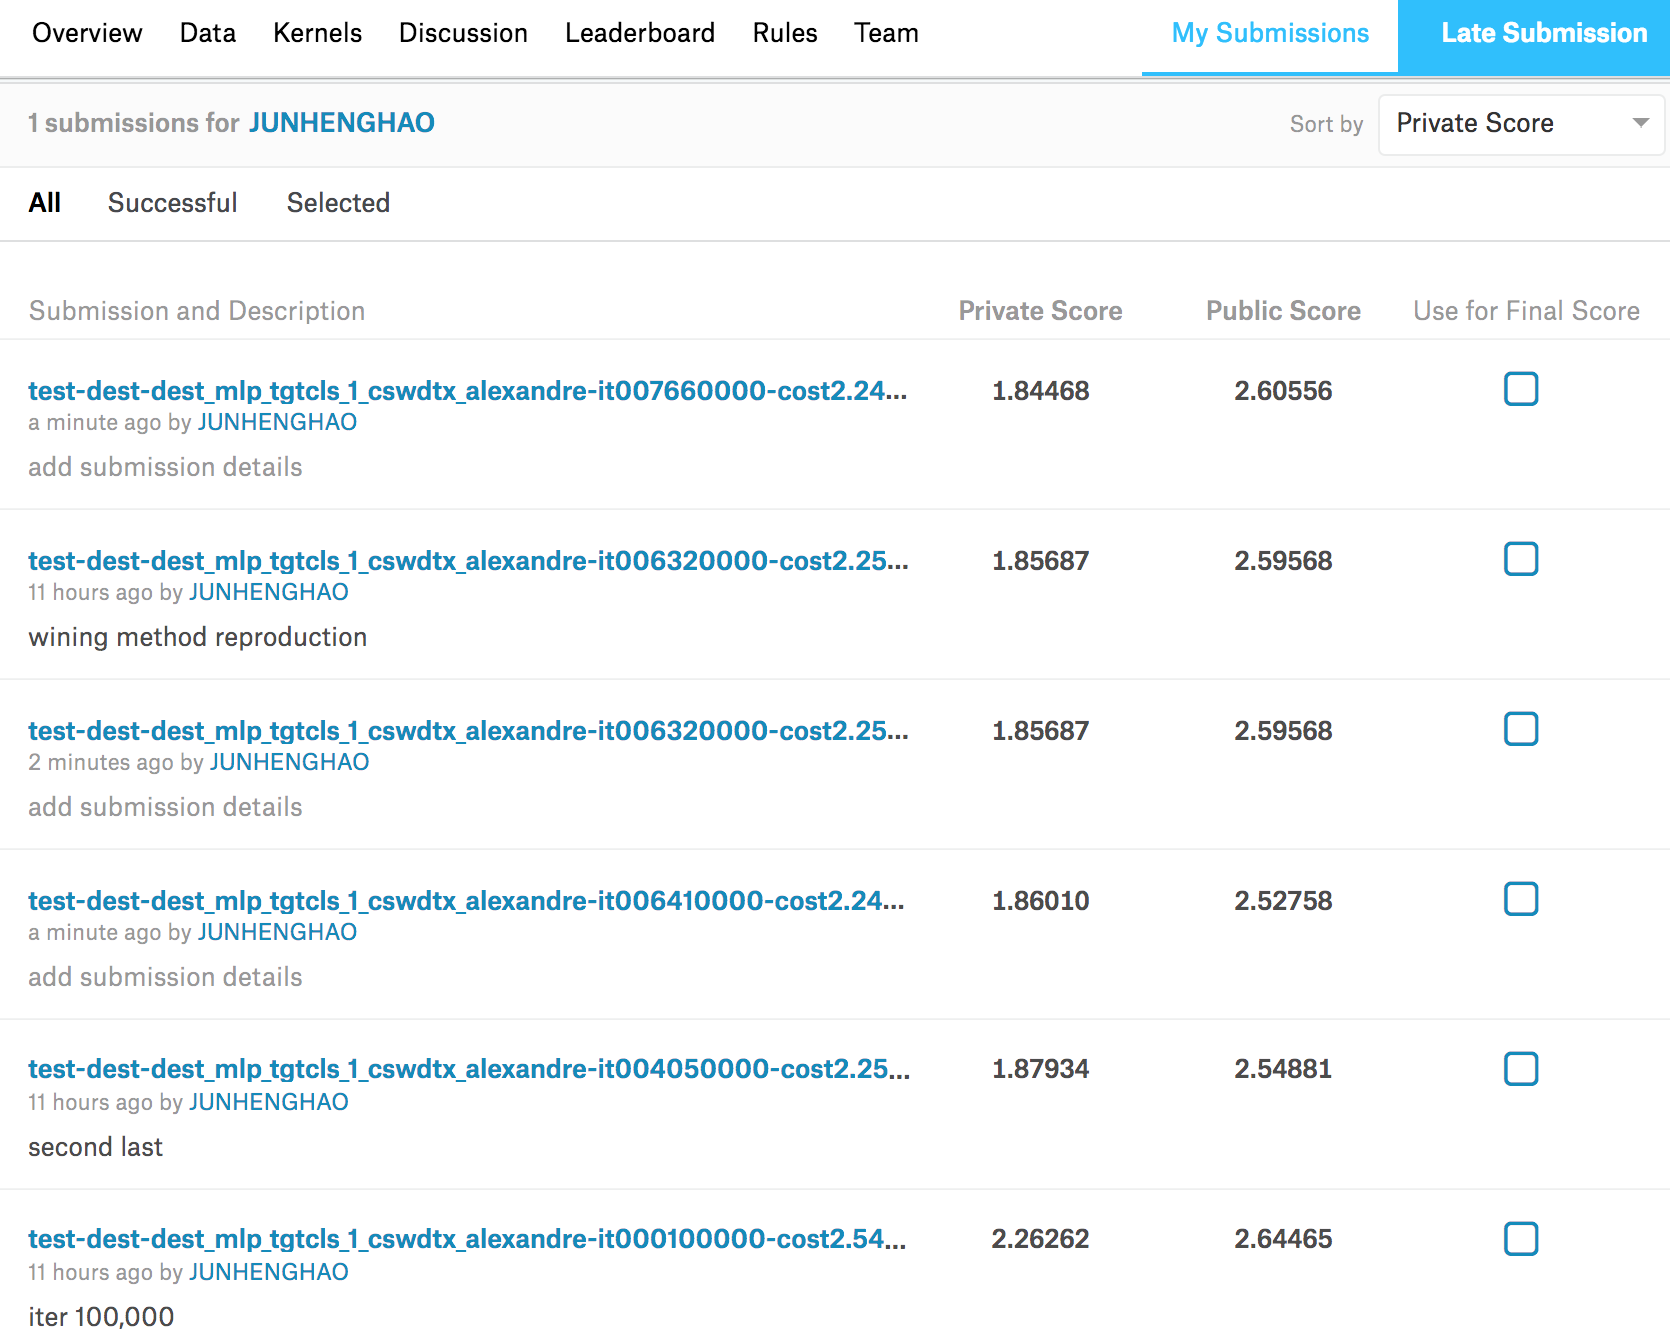 Overview Data Kernels Discussion Leaderboard Rules Team My Submissions Late Submission
1 submissions for JUNHENGHAO Sort by Private Score
All Successful Selected
Submission and Description Private Score Public Score Use for Final Score
test-dest-dest_mlp_tgtcls_1_cswdtx_alexandre-it007660000-cost2.24... 1.84468 2.60556
a minute ago by JUNHENGHAO
add submission details
test-dest-dest_mlp_tgtcls_1_cswdtx_alexandre-it006320000-cost2.25... 1.85687 2.59568
11 hours ago by JUNHENGHAO
wining method reproduction
test-dest-dest_mlp_tgtcls_1_cswdtx_alexandre-it006320000-cost2.25... 1.85687 2.59568
2 minutes ago by JUNHENGHAO
add submission details
test-dest-dest_mlp_tgtcls_1_cswdtx_alexandre-it006410000-cost2.24... 1.86010 2.52758
a minute ago by JUNHENGHAO
add submission details
test-dest-dest_mlp_tgtcls_1_cswdtx_alexandre-it004050000-cost2.25... 1.87934 2.54881
11 hours ago by JUNHENGHAO
second last
test-dest-dest_mlp_tgtcls_1_cswdtx_alexandre-it000100000-cost2.54... 2.26262 2.64465
11 hours ago by JUNHENGHAO
iter 100,000